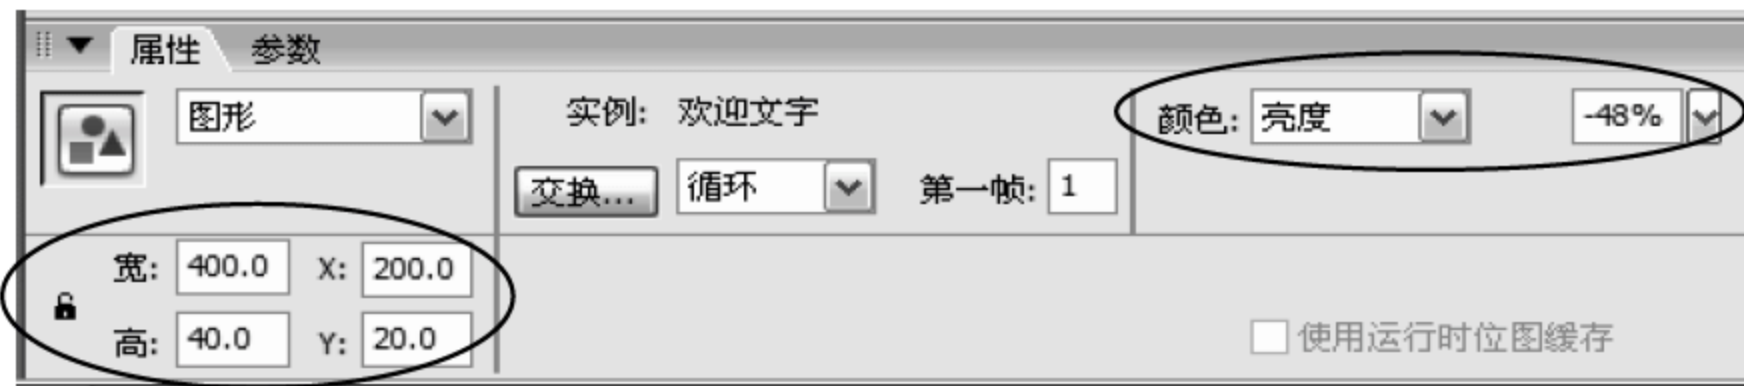 属性 参数
图形 实例: 欢迎文字 颜色: 亮度 -48%
交换... 循环 第一帧: 1
宽: 400.0 X: 200.0
高: 40.0 Y: 20.0 使用运行时位图缓存